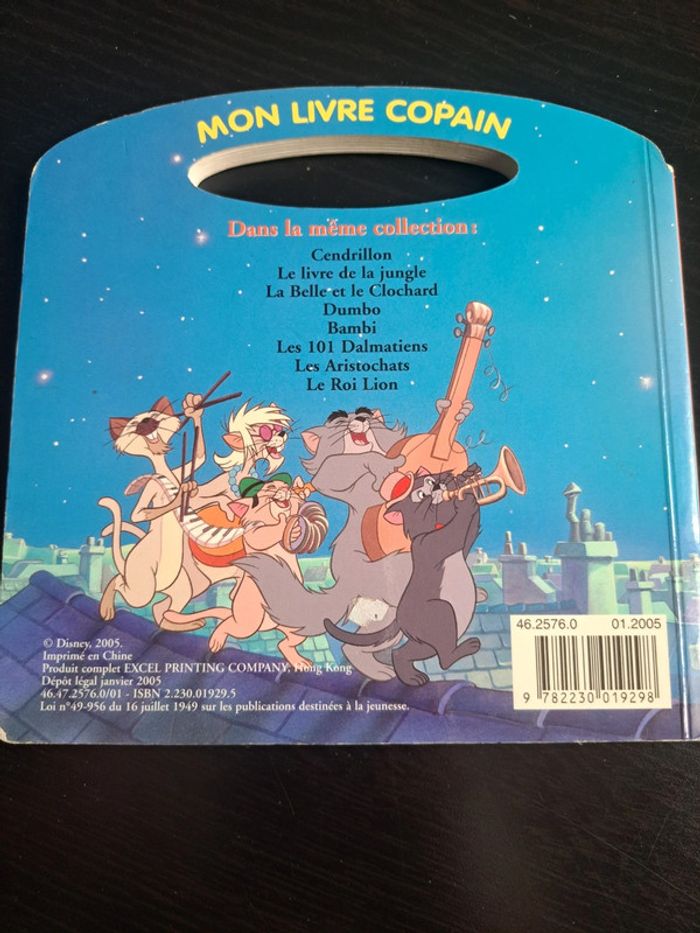 MON LIVRE COPAIN
Dans la même collection :
Cendrillon
Le livre de la jungle
La Belle et le Clochard
Dumbo
Bambi
Les 101 Dalmatiens
Les Aristochats
Le Roi Lion
© Disney, 2005.
Imprimé en Chine
Produit complet EXCEL PRINTING COMPANY, Hong Kong
Dépôt légal janvier 2005
46.47.2576.0/01 - ISBN 2.230.01929.5
Loi n°49-956 du 16 juillet 1949 sur les publications destinées à la jeunesse.
46.2576.0 01.2005
9 782230 019298